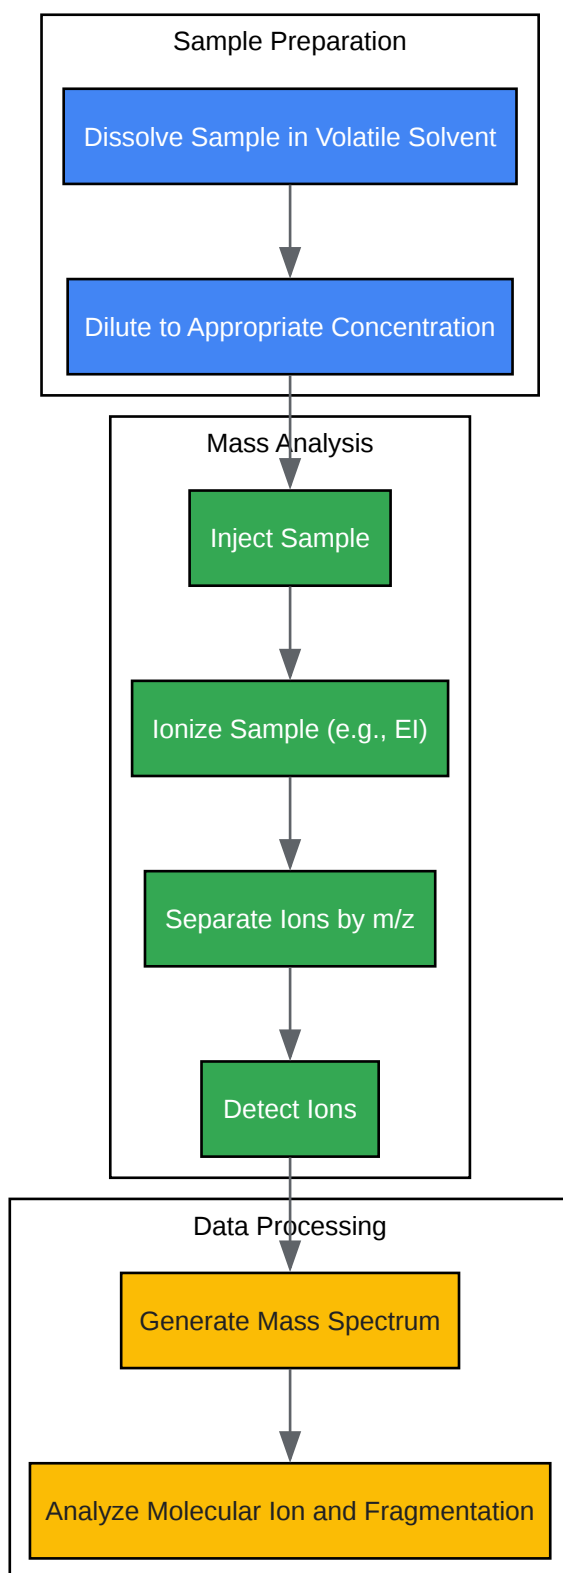 Sample Preparation
Dissolve Sample in Volatile Solvent
Dilute to Appropriate Concentration
Mass Analysis
Inject Sample
Ionize Sample (e.g., EI)
Separate Ions by m/z
Detect Ions
Data Processing
Generate Mass Spectrum
Analyze Molecular Ion and Fragmentation